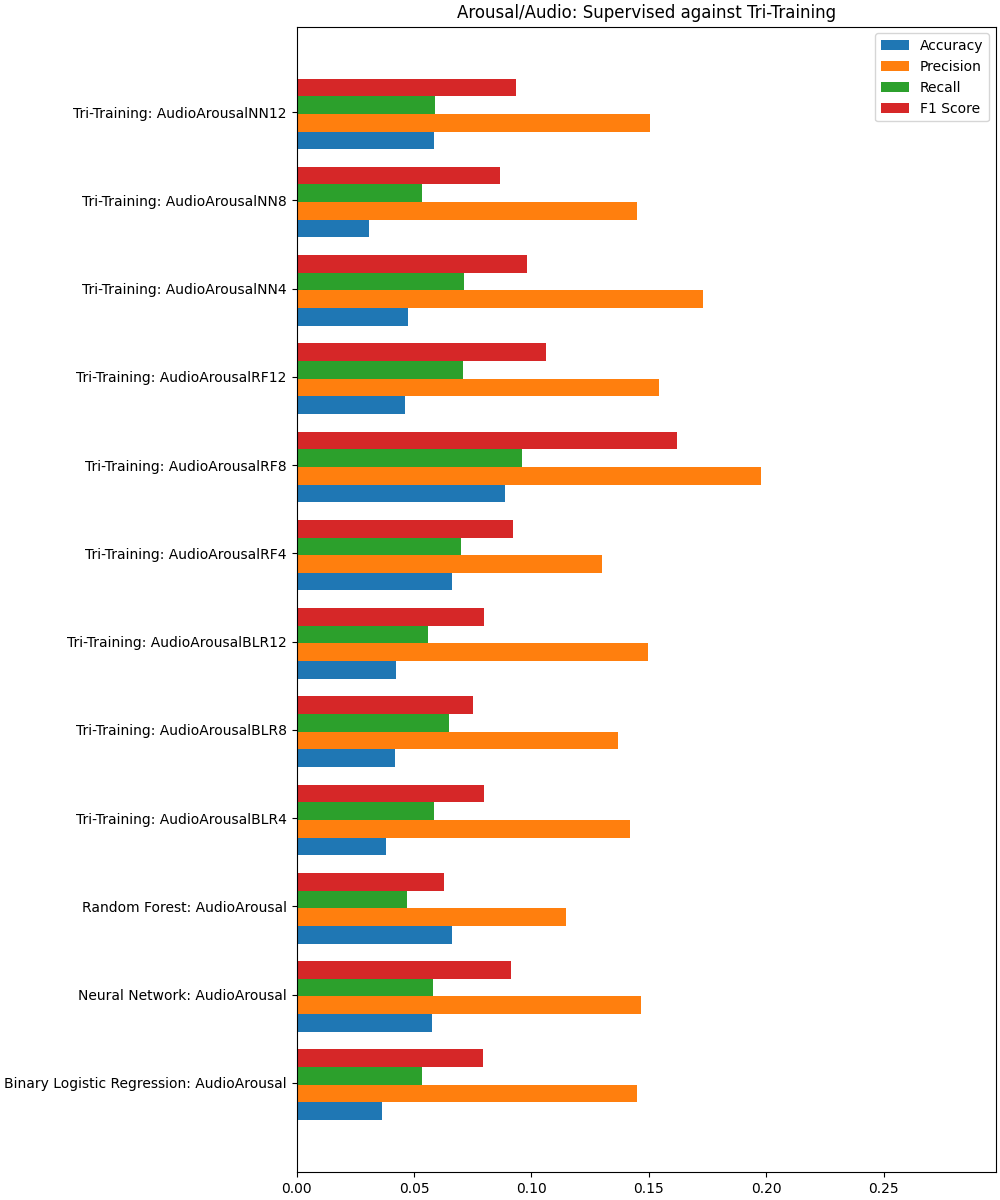 Arousal/Audio: Supervised against Tri-Training
Accuracy
Precision
Recall
F1 Score
Tri-Training: AudioArousalNN12
Tri-Training: AudioArousalNN8
Tri-Training: AudioArousalNN4
Tri-Training: AudioArousalRF12
Tri-Training: AudioArousalRF8
Tri-Training: AudioArousalRF4
Tri-Training: AudioArousalBLR12
Tri-Training: AudioArousalBLR8
Tri-Training: AudioArousalBLR4
Random Forest: AudioArousal
Neural Network: AudioArousal
Binary Logistic Regression: AudioArousal
0.00 0.05 0.10 0.15 0.20 0.25